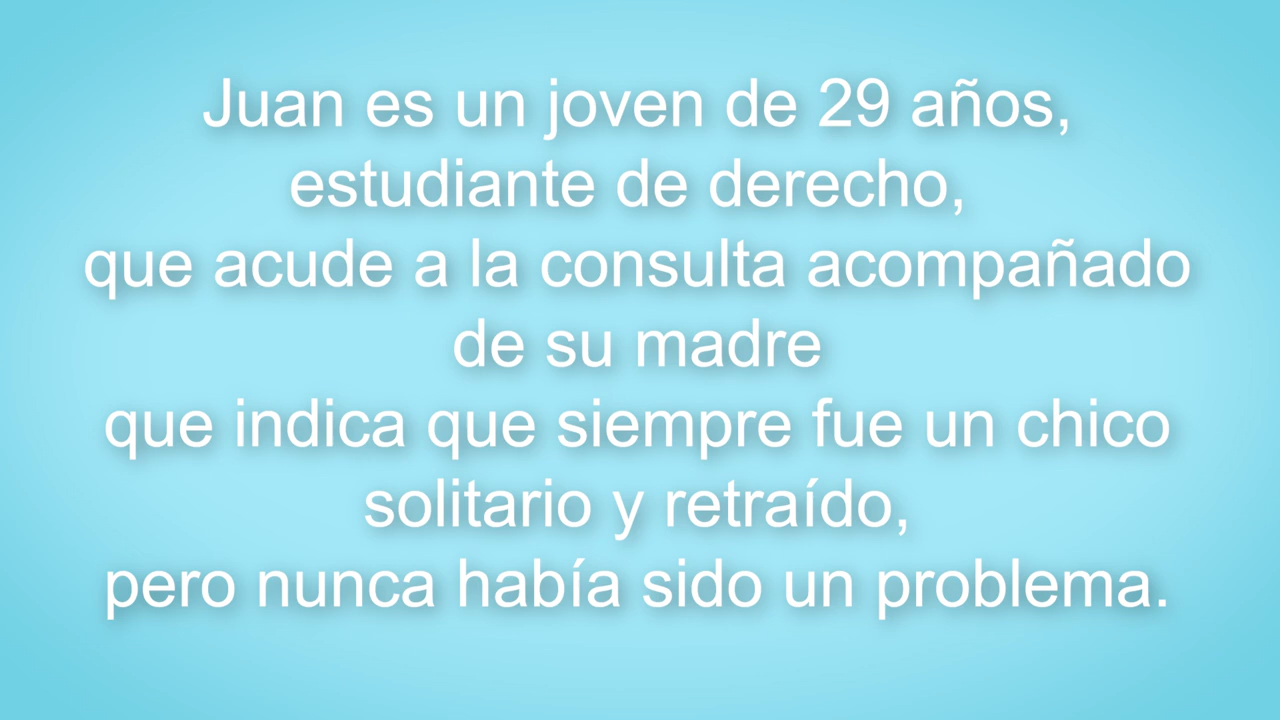 Juan es un joven de 29 años,
estudiante de derecho,
que acude a la consulta acompañado
de su madre
que indica que siempre fue un chico
solitario y retraído,
pero nunca había sido un problema.